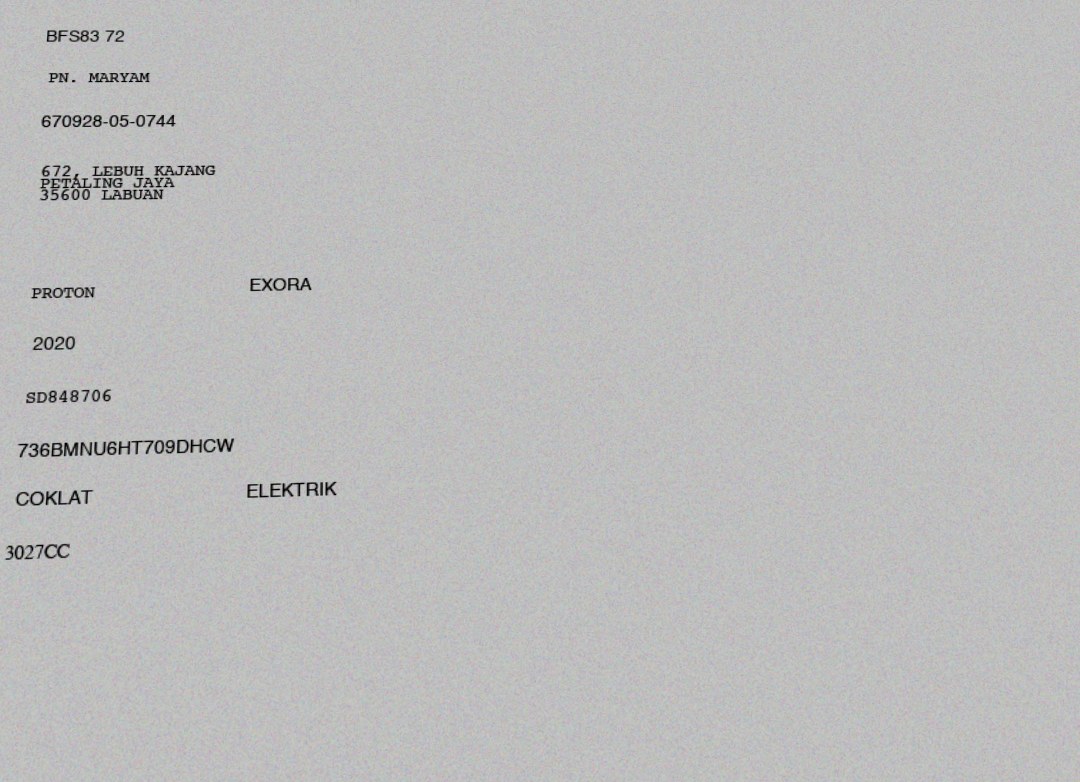 BFS83 72
PN. MARYAM
670928-05-0744
672, LEBUH KAJANG
PETALING JAYA
35600 LABUAN
PROTON EXORA
2020
SD848706
736BMNU6HT709DHCW
COKLAT ELEKTRIK
3027CC